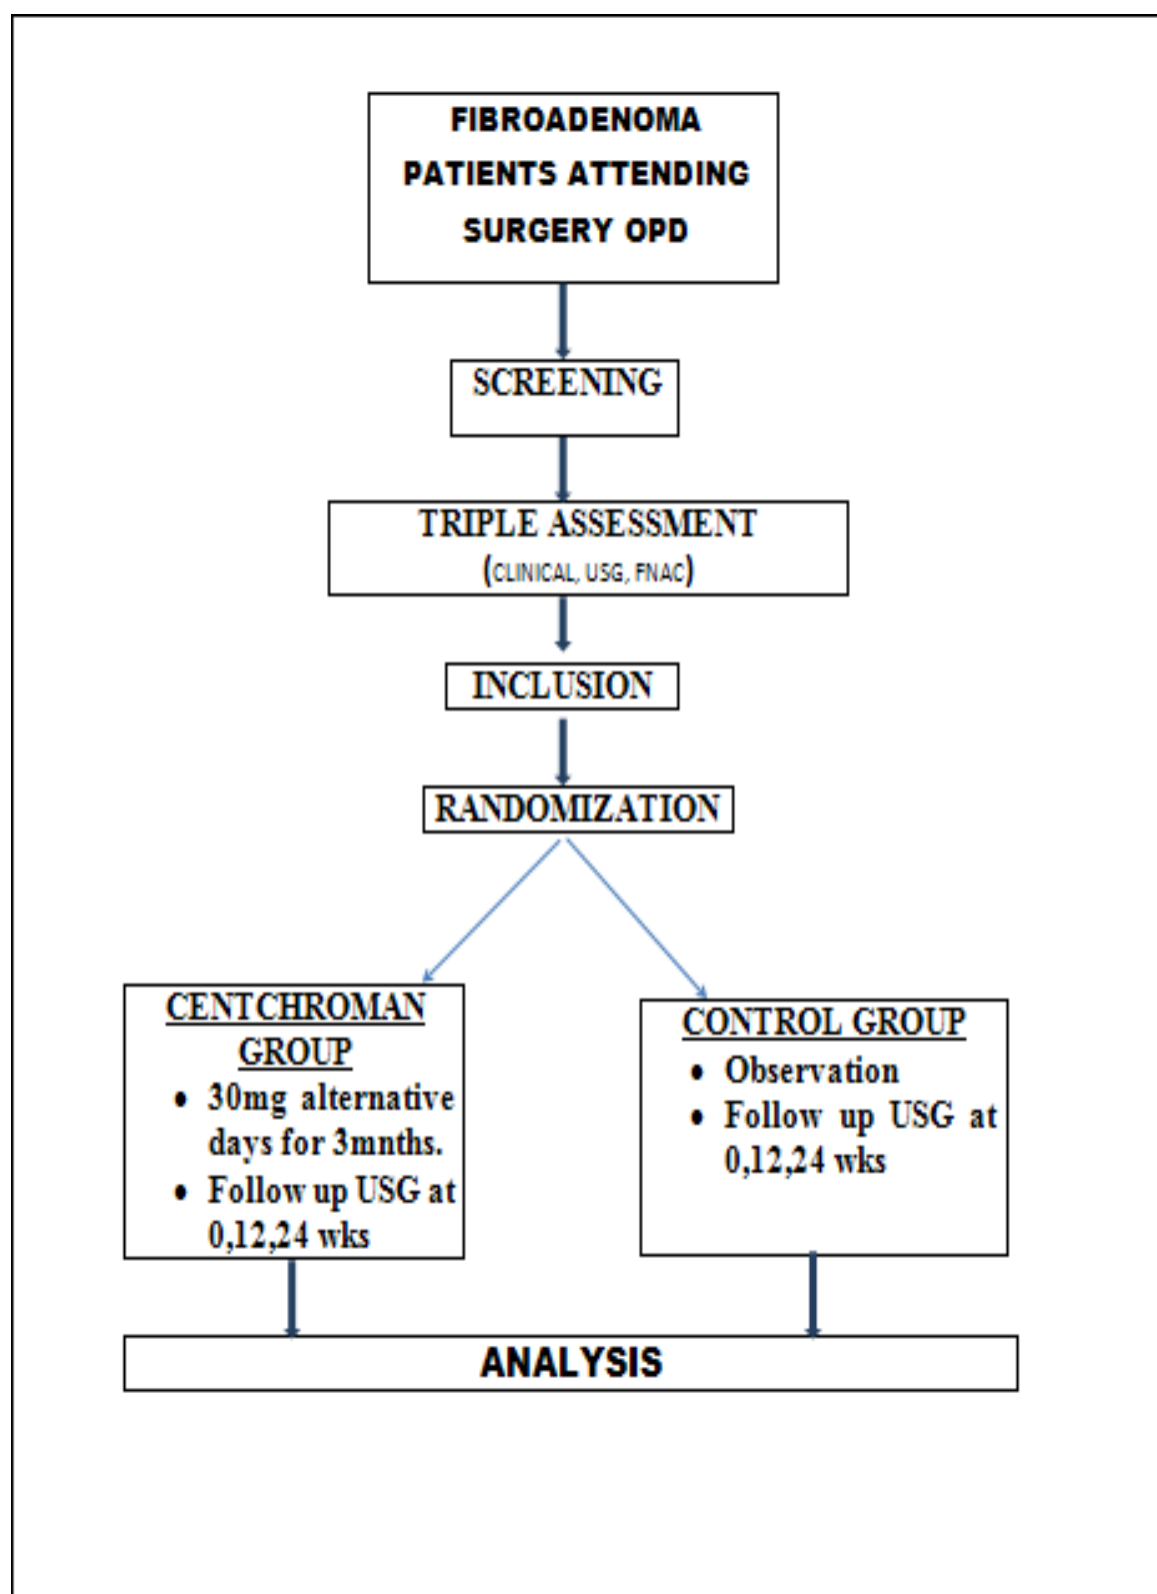 FIBROADENOMA
PATIENTS ATTENDING
SURGERY OPD
SCREENING
TRIPLE ASSESSMENT
(CLINICAL, USG, FNAC)
INCLUSION
RANDOMIZATION
CENTCHROMAN
GROUP
• 30mg alternative
days for 3mnths.
• Follow up USG at
0,12,24 wks
CONTROL GROUP
• Observation
• Follow up USG at
0,12,24 wks
ANALYSIS